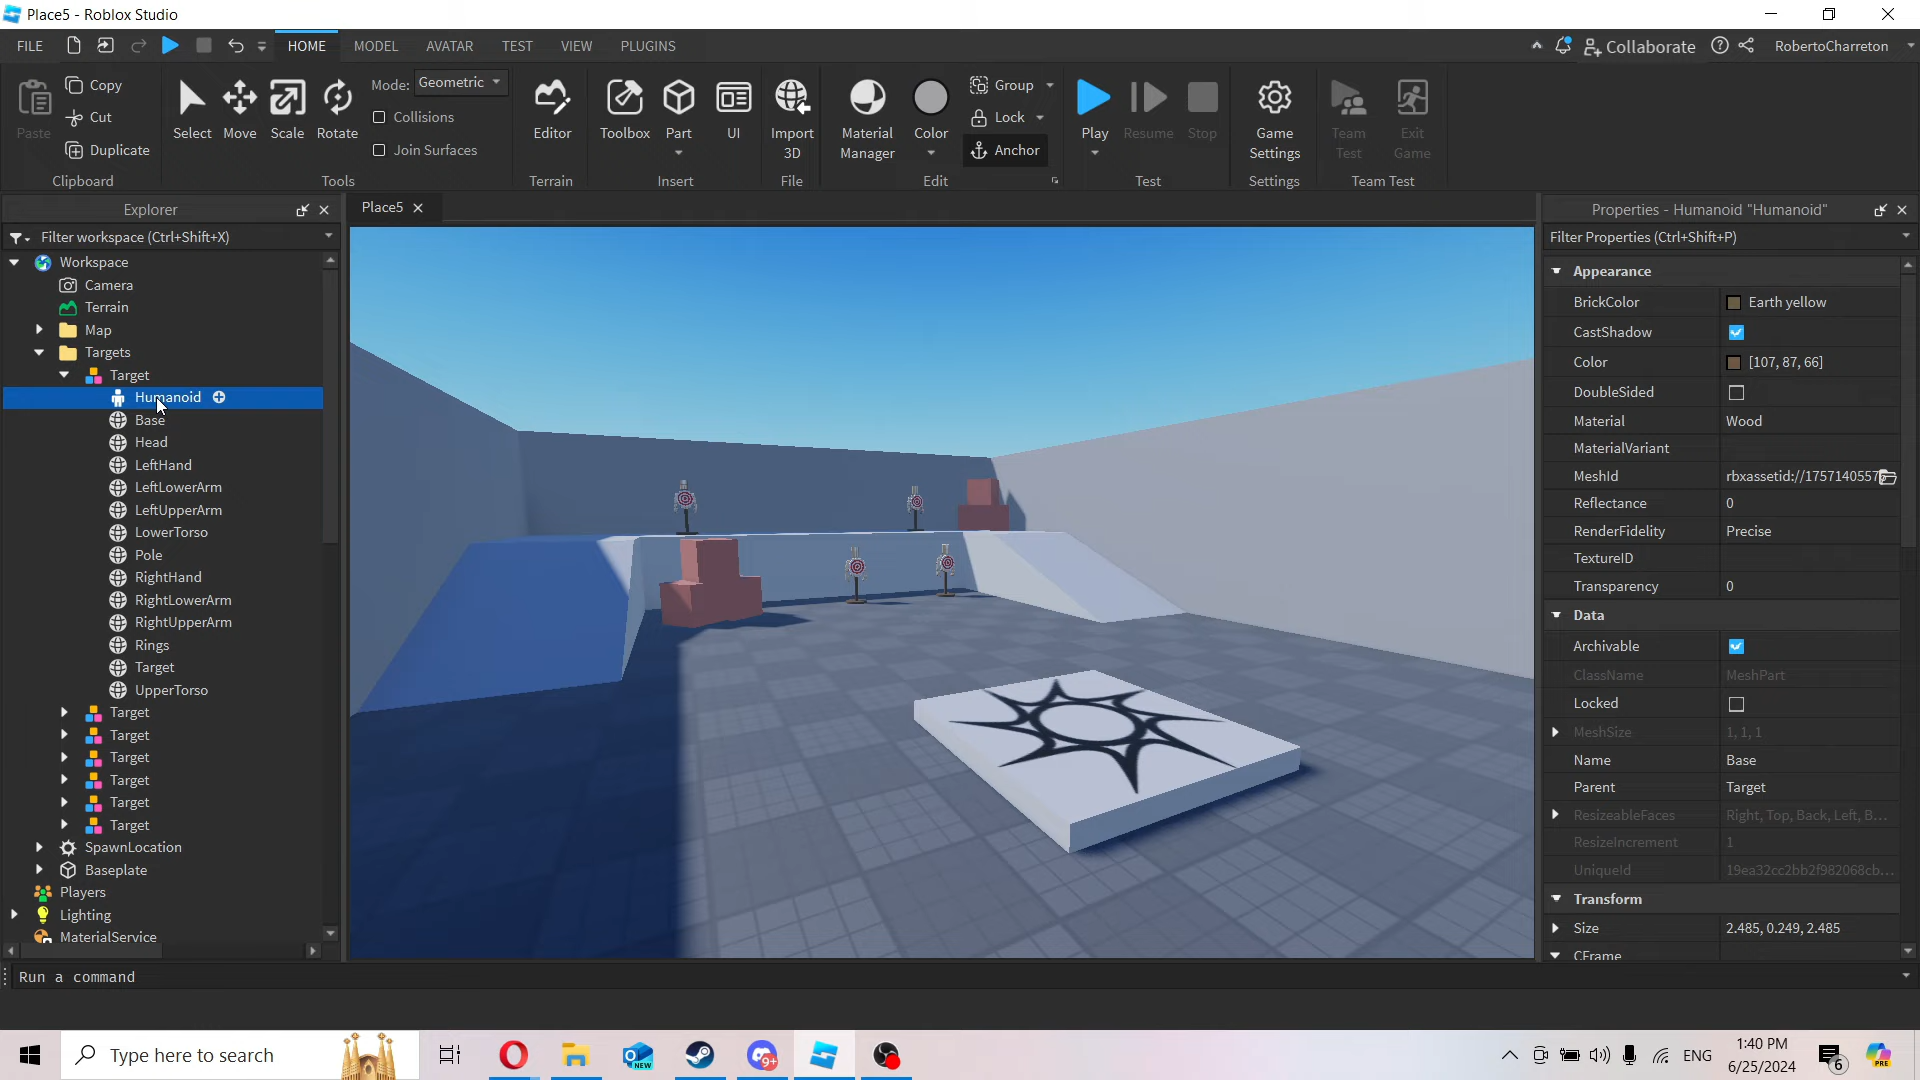 Place5 - Roblox Studio
FILE HOME MODEL AVATAR TEST VIEW PLUGINS Collaborate RobertoCharreton
Paste Copy Cut Duplicate Clipboard
Select Move Scale Rotate Mode: Geometric Collisions Join Surfaces Tools
Editor Terrain
Toolbox Part UI Insert
Import 3D File
Material Manager Color Group Lock Anchor Edit
Play Resume Stop Test
Game Settings Settings
Team Test Exit Game Team Test
Explorer
Filter workspace (Ctrl+Shift+X)
Workspace
Camera
Terrain
Map
Targets
Target
Humanoid
Base
Head
LeftHand
LeftLowerArm
LeftUpperArm
LowerTorso
Pole
RightHand
RightLowerArm
RightUpperArm
Rings
Target
UpperTorso
Target
Target
Target
Target
Target
Target
SpawnLocation
Baseplate
Players
Lighting
MaterialService
Place5
Properties - Humanoid "Humanoid"
Filter Properties (Ctrl+Shift+P)
Appearance
BrickColor Earth yellow
CastShadow
Color [107, 87, 66]
DoubleSided
Material Wood
MaterialVariant
MeshId rbxassetid://1757140557
Reflectance 0
RenderFidelity Precise
TextureID
Transparency 0
Data
Archivable
ClassName MeshPart
Locked
MeshSize 1, 1, 1
Name Base
Parent Target
ResizeableFaces Right, Top, Back, Left, B...
ResizeIncrement 1
UniqueId 19ea32cc2bb2f982068cb...
Transform
Size 2.485, 0.249, 2.485
CFrame
Run a command
Type here to search
NEW
9+
ENG
1:40 PM
6/25/2024
6
PRE